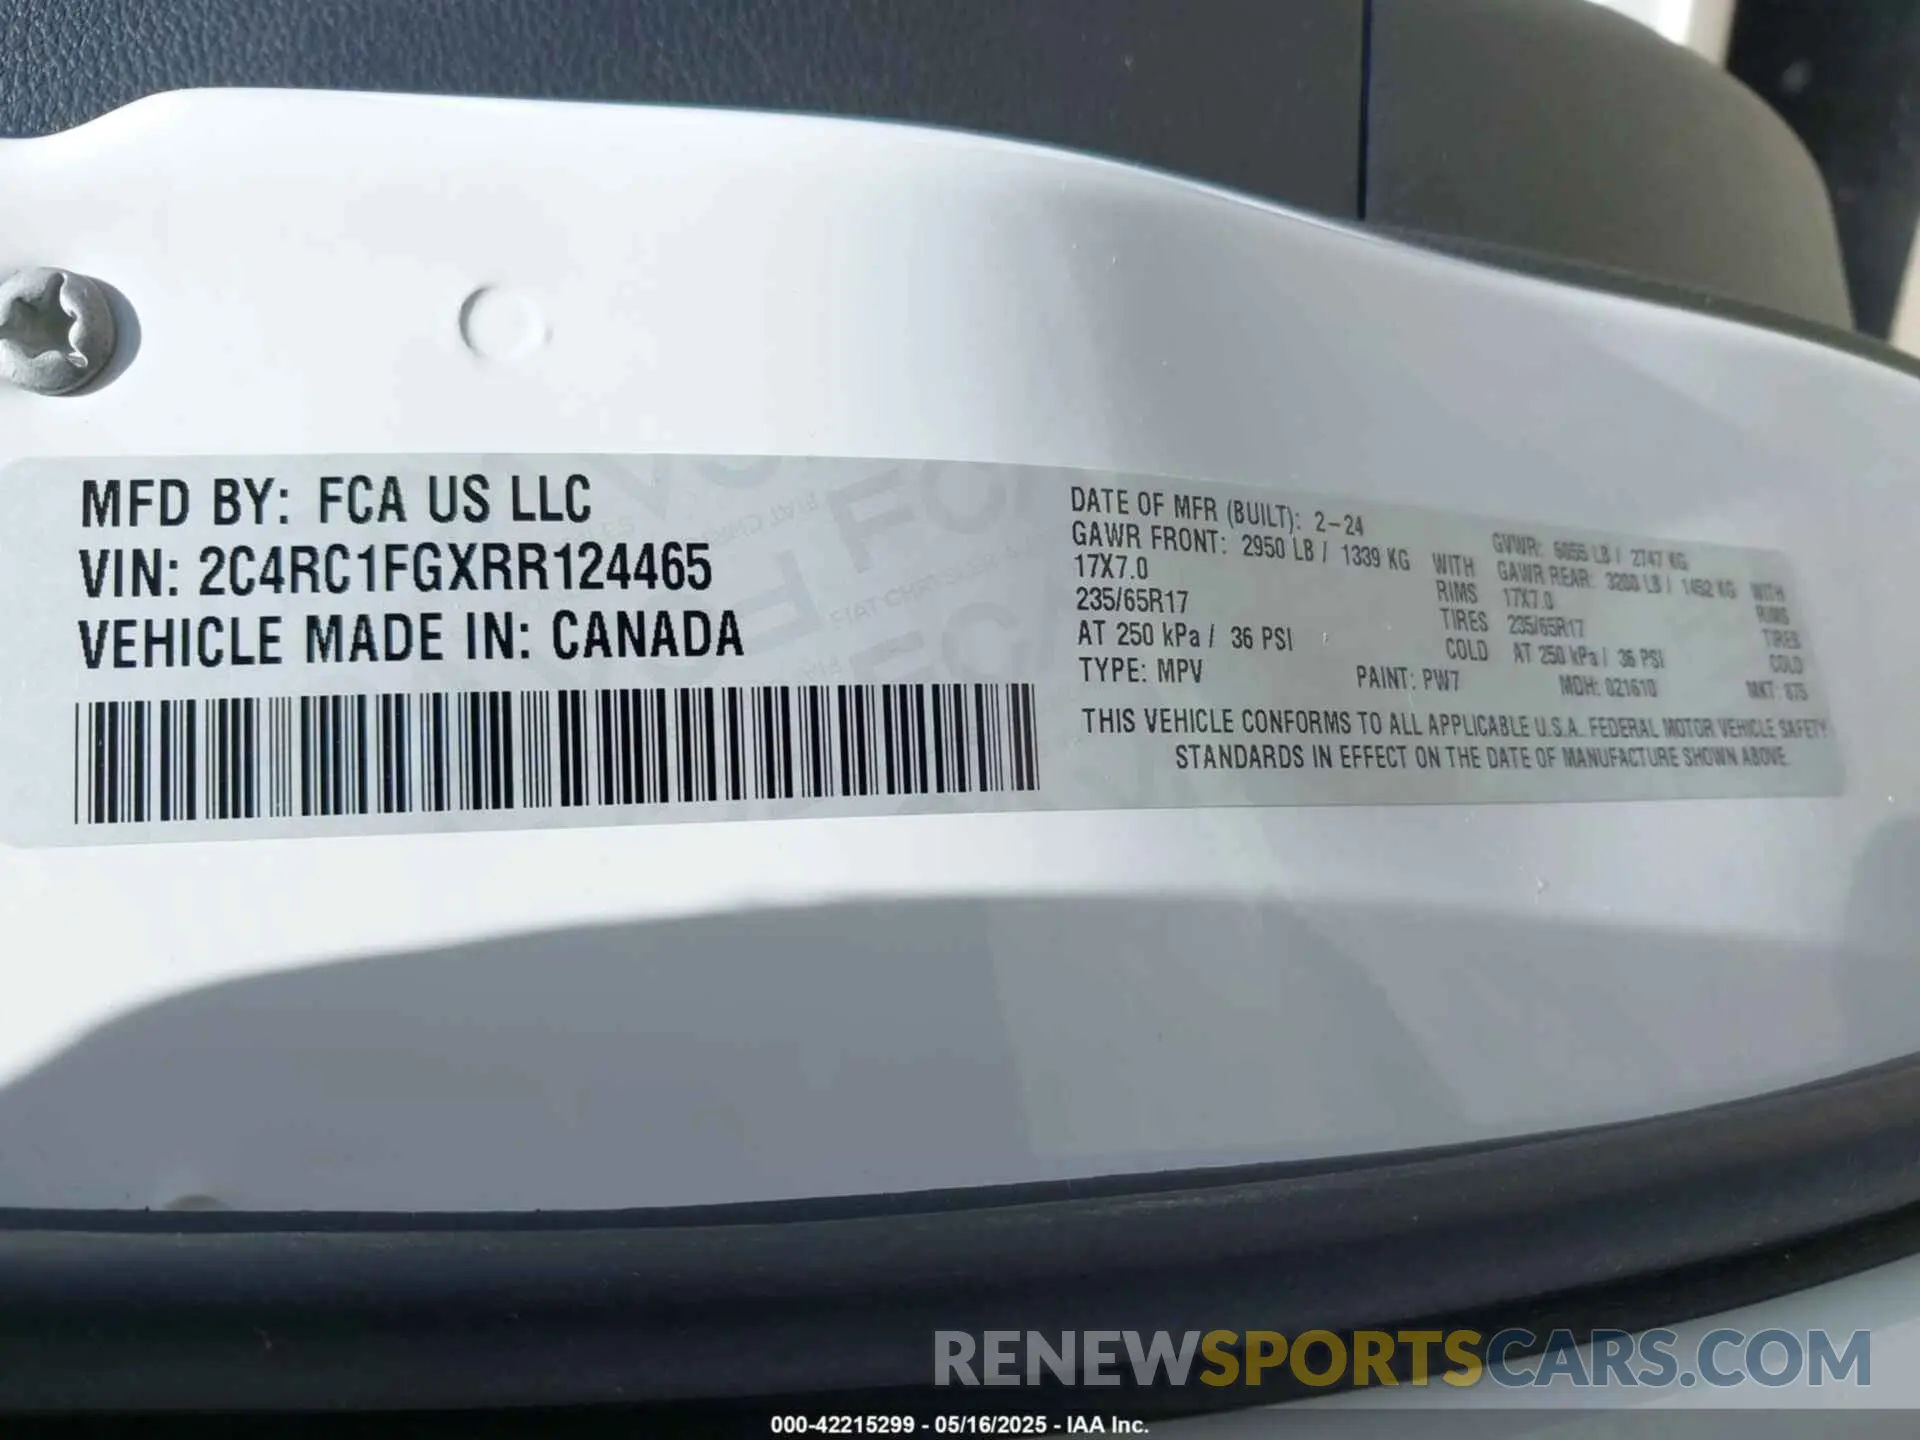 MFD BY: FCA US LLC
VIN: 2C4RC1FGXRR124465
VEHICLE MADE IN: CANADA
DATE OF MFR (BUILT): 2-24 GVWR: 6055 LB / 2747 KG
GAWR FRONT: 2950 LB / 1339 KG WITH GAWR REAR: 3200 LB / 1452 KG WITH
17X7.0 RIMS 17X7.0 RIMS
235/65R17 TIRES 235/65R17 TIRES
AT 250 kPa / 36 PSI COLD AT 250 kPa / 36 PSI COLD
TYPE: MPV PAINT: PW7 MDH: 021610 MKT:
THIS VEHICLE CONFORMS TO ALL APPLICABLE U.S.A. FEDERAL MOTOR VEHICLE SAFETY
STANDARDS IN EFFECT ON THE DATE OF MANUFACTURE SHOWN ABOVE.
RENEWSPORTSCARS.COM
000-42215299 - 05/16/2025 - IAA Inc.